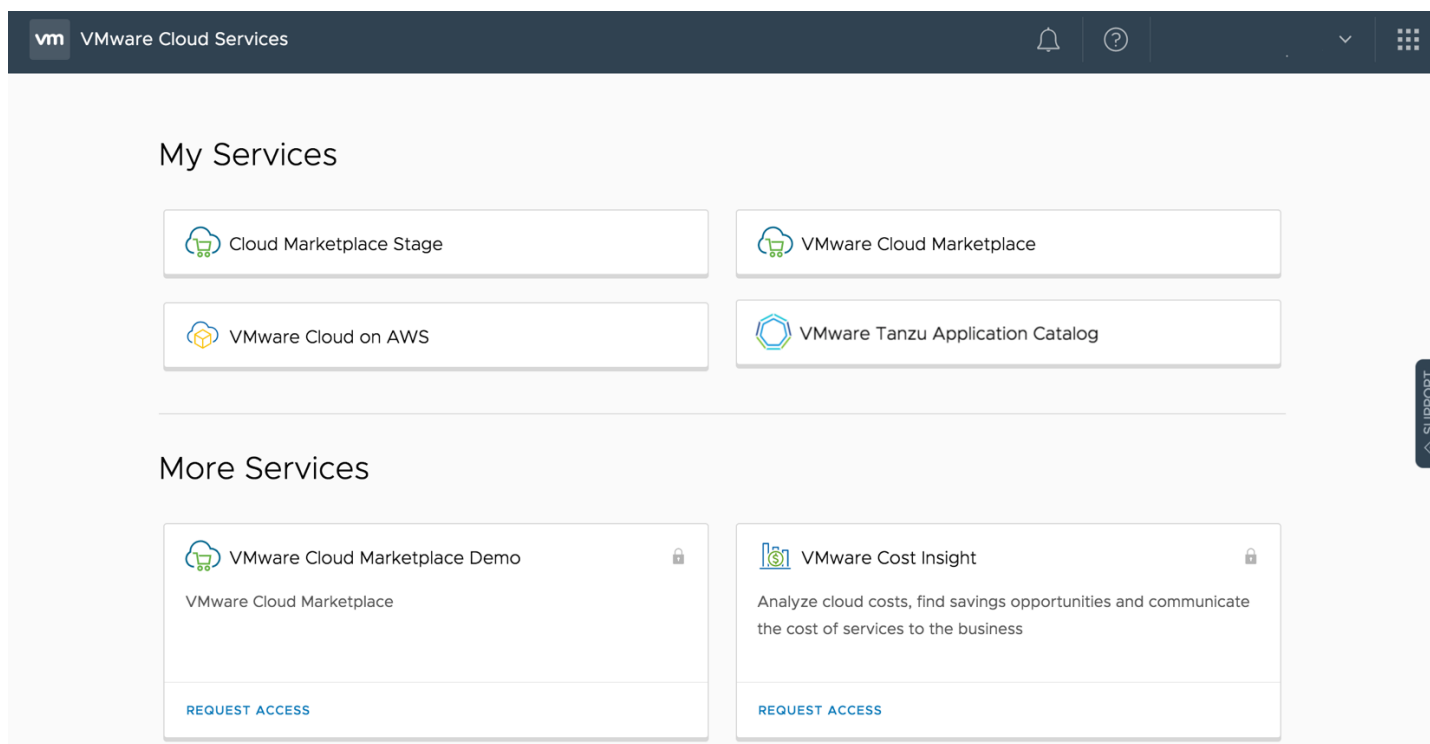 vm VMware Cloud Services
My Services
Cloud Marketplace Stage
VMware Cloud Marketplace
VMware Cloud on AWS
VMware Tanzu Application Catalog
SUPPORT
More Services
VMware Cloud Marketplace Demo
VMware Cloud Marketplace
REQUEST ACCESS
VMware Cost Insight
Analyze cloud costs, find savings opportunities and communicate
the cost of services to the business
REQUEST ACCESS